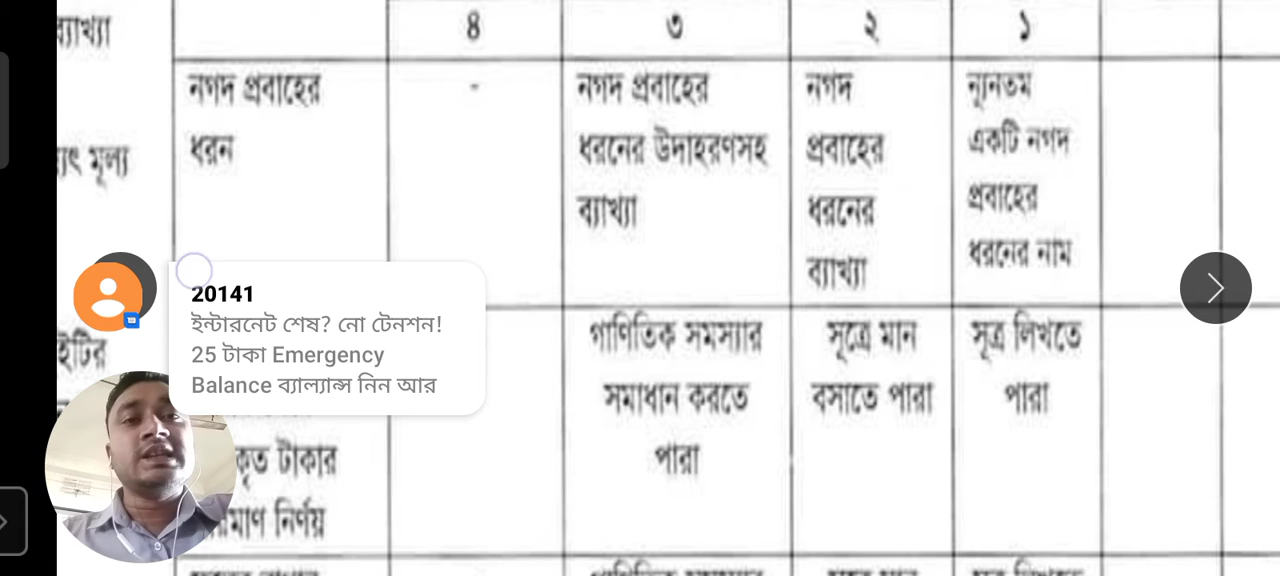 ব্যাখ্যা
৪
৩
২
১
নগদ প্রবাহের
ধরন
-
নগদ প্রবাহের
ধরনের উদাহরণসহ
ব্যাখ্যা
নগদ
প্রবাহের
ধরনের
ব্যাখ্যা
ন্যূনতম
একটি নগদ
প্রবাহের
ধরনের নাম
মূল্য
20141
ইন্টারনেট শেষ? নো টেনশন!
25 টাকা Emergency
Balance ব্যাল্যান্স নিন আর
টাকার
নির্ণয়
গাণিতিক সমস্যার
সমাধান করতে
পারা
সূত্রে মান
বসাতে পারা
সূত্র লিখতে
পারা